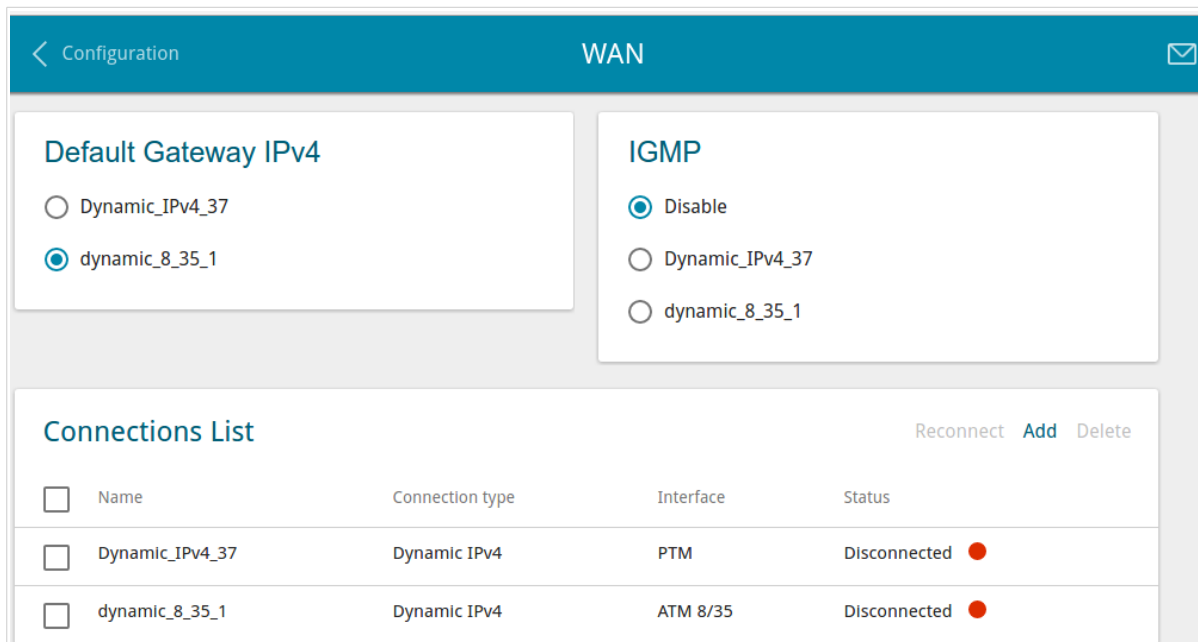 Configuration
WAN
Default Gateway IPv4
Dynamic_IPv4_37
dynamic_8_35_1
IGMP
Disable
Dynamic_IPv4_37
dynamic_8_35_1
Connections List
Reconnect Add Delete
Name Connection type Interface Status
Dynamic_IPv4_37 Dynamic IPv4 PTM Disconnected
dynamic_8_35_1 Dynamic IPv4 ATM 8/35 Disconnected